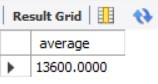 Result Grid
average
13600.0000